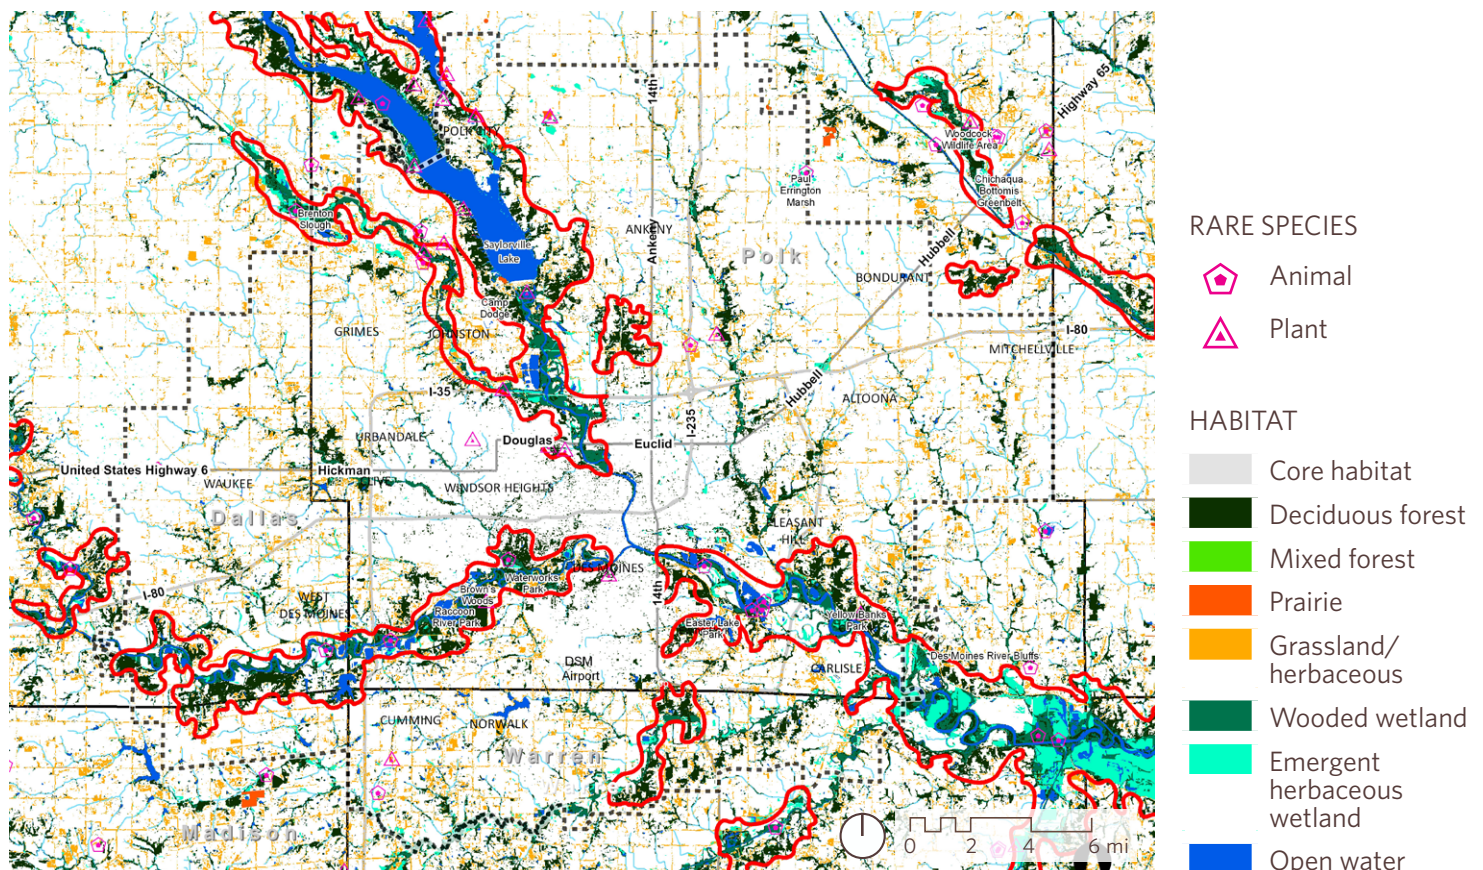 14th
Highway 65
POLK CITY
Woodcock
Wildlife Area
Paul
Errington
Marsh
Chichaqua
Bottoms
Greenbelt
Brenton
Slough
ANKENY
Ankeny
Saylorville
Lake
Polk
Hubbell
BONDURANT
Camp
Dodge
GRIMES
JOHNSTON
I-80
MITCHELLVILLE
I-35
Hubbell
ALTOONA
I-235
URBANDALE
Douglas
Euclid
United States Highway 6
Hickman
WAUKEE
CLIVE
WINDSOR HEIGHTS
Dallas
PLEASANT
HILL
DES MOINES
Waterworks
Park
Brown's
Woods
I-80
WEST
DES MOINES
Raccoon
River Park
14th
Easter Lake
Park
Yellow Banks
Park
Des Moines River Bluffs
DSM
Airport
CARLISLE
CUMMING
NORWALK
Warren
Madison
0 2 4 6 mi
RARE SPECIES
Animal
Plant
HABITAT
Core habitat
Deciduous forest
Mixed forest
Prairie
Grassland/
herbaceous
Wooded wetland
Emergent
herbaceous
wetland
Open water